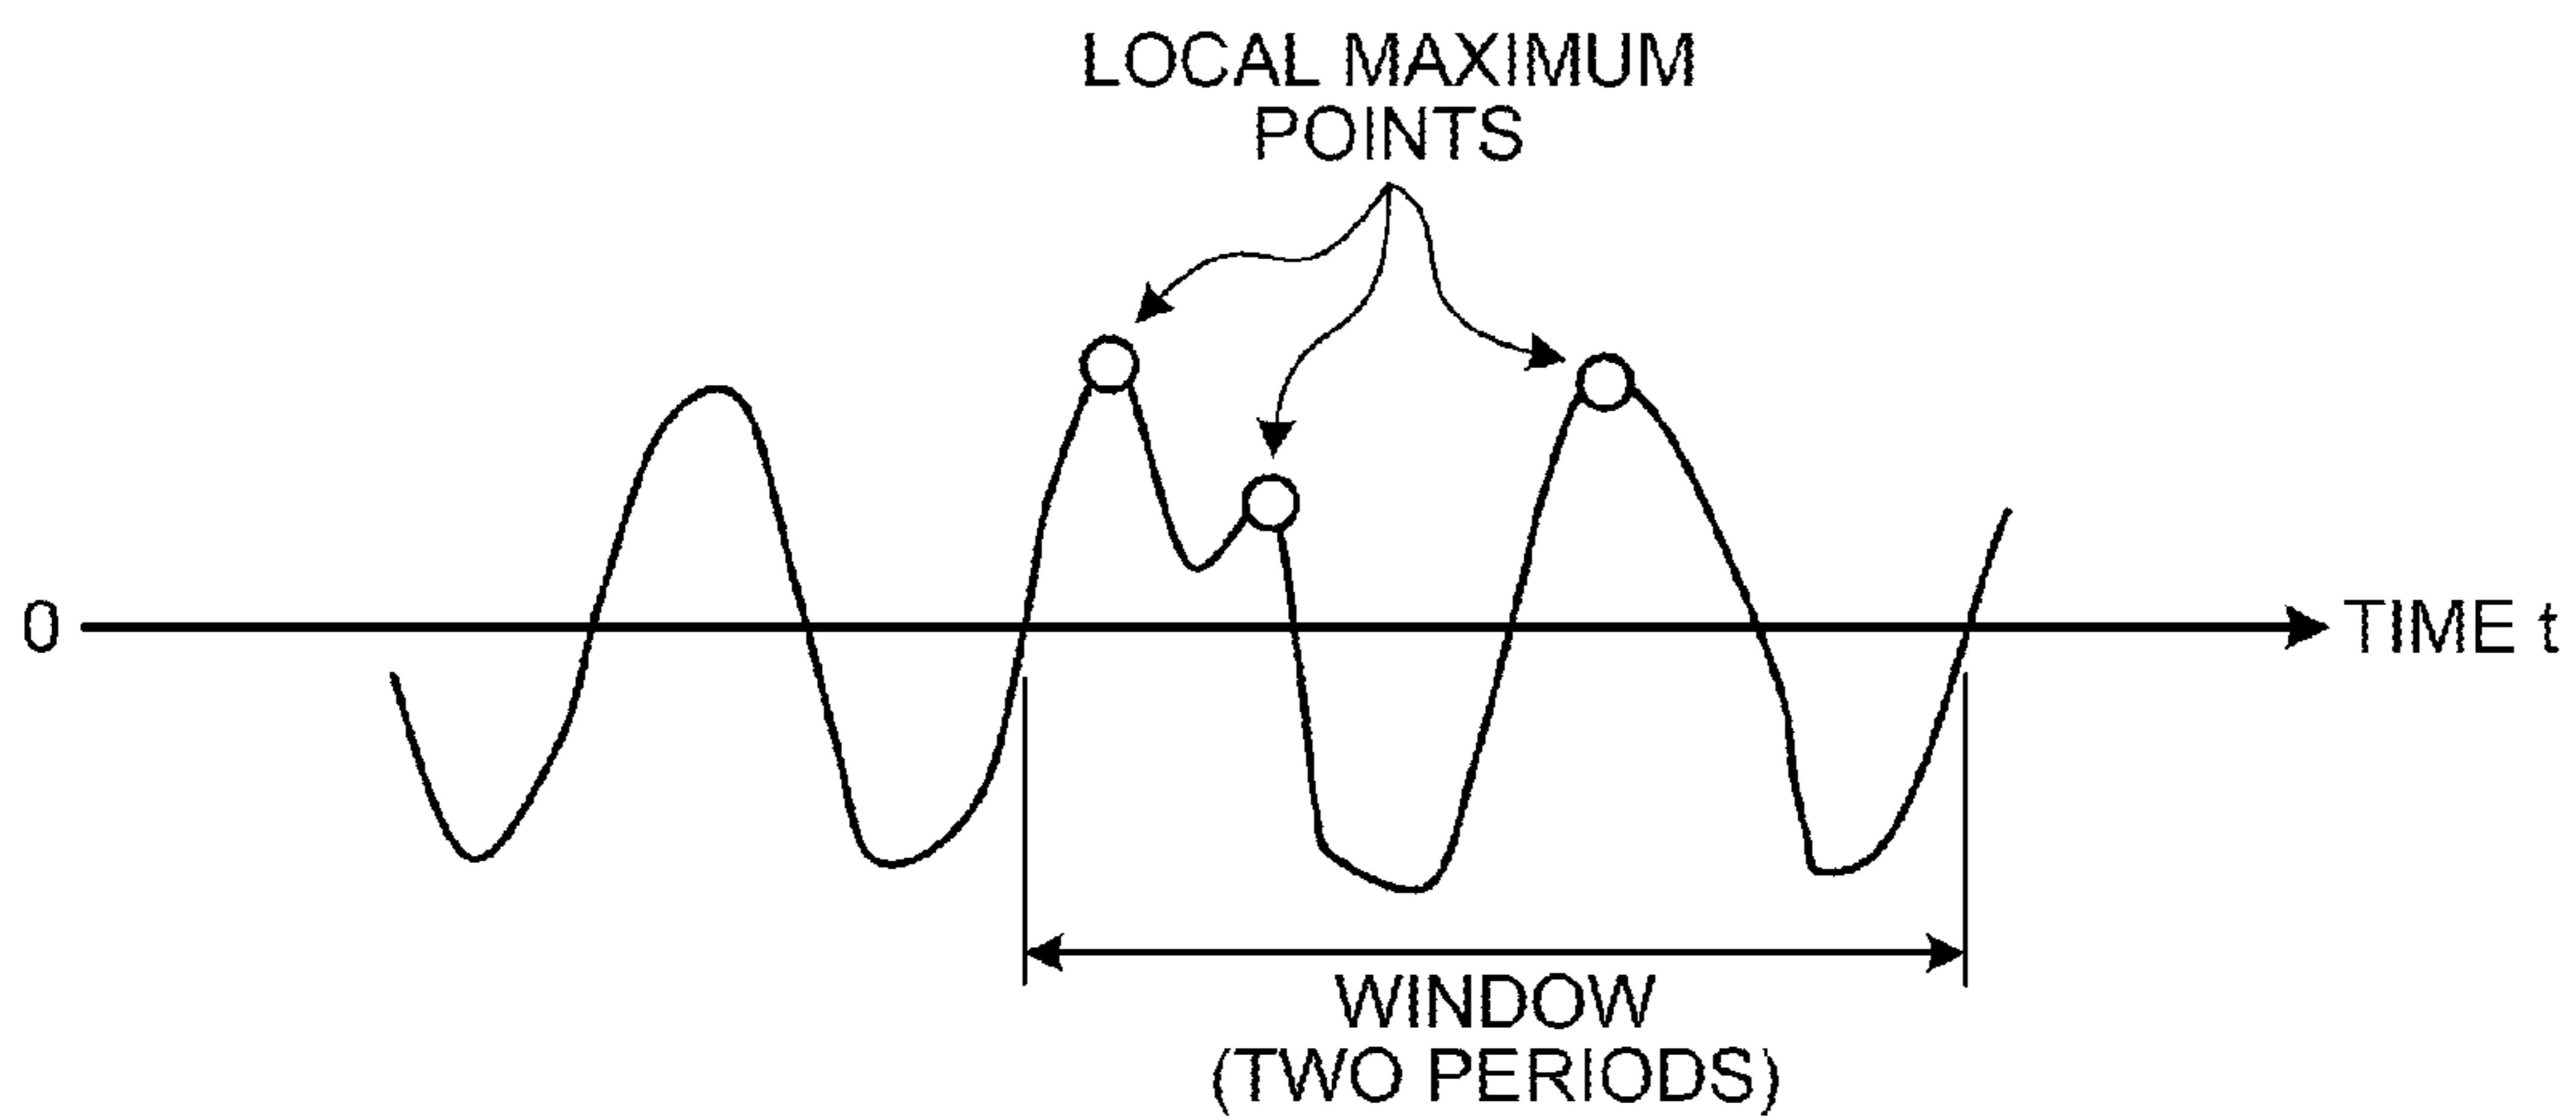 LOCAL MAXIMUM
POINTS
0
TIME t
WINDOW
(TWO PERIODS)